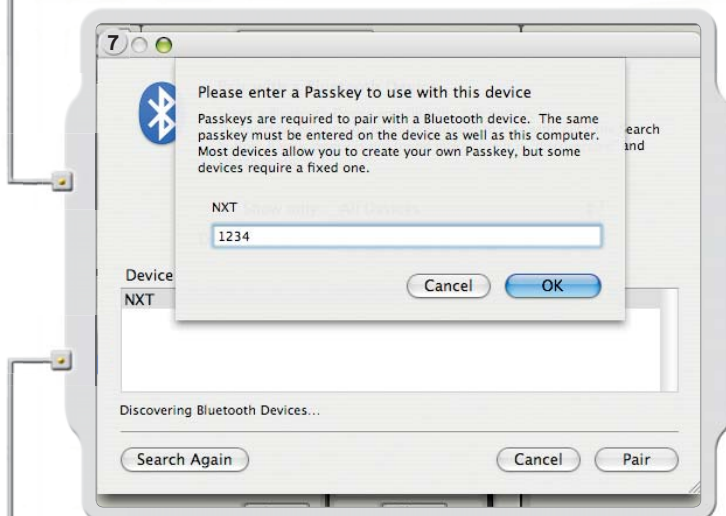 7
Please enter a Passkey to use with this device
Passkeys are required to pair with a Bluetooth device. The same
passkey must be entered on the device as well as this computer.
Most devices allow you to create your own Passkey, but some
devices require a fixed one.
Search
and
NXT
1234
Cancel OK
Device
NXT
Discovering Bluetooth Devices...
Search Again Cancel Pair